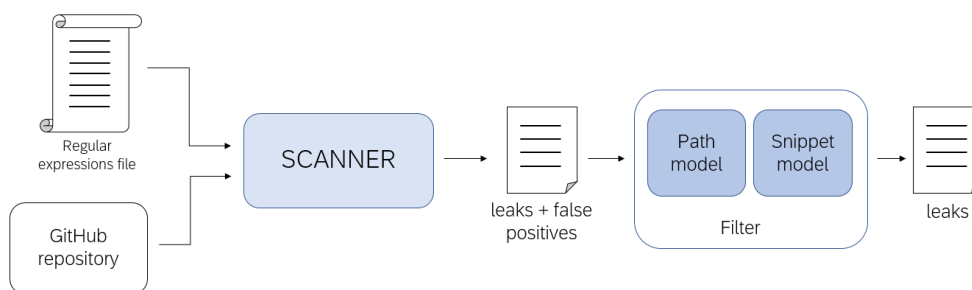 Regular
expressions file
GitHub
repository
SCANNER
leaks + false
positives
Path
model
Snippet
model
Filter
leaks